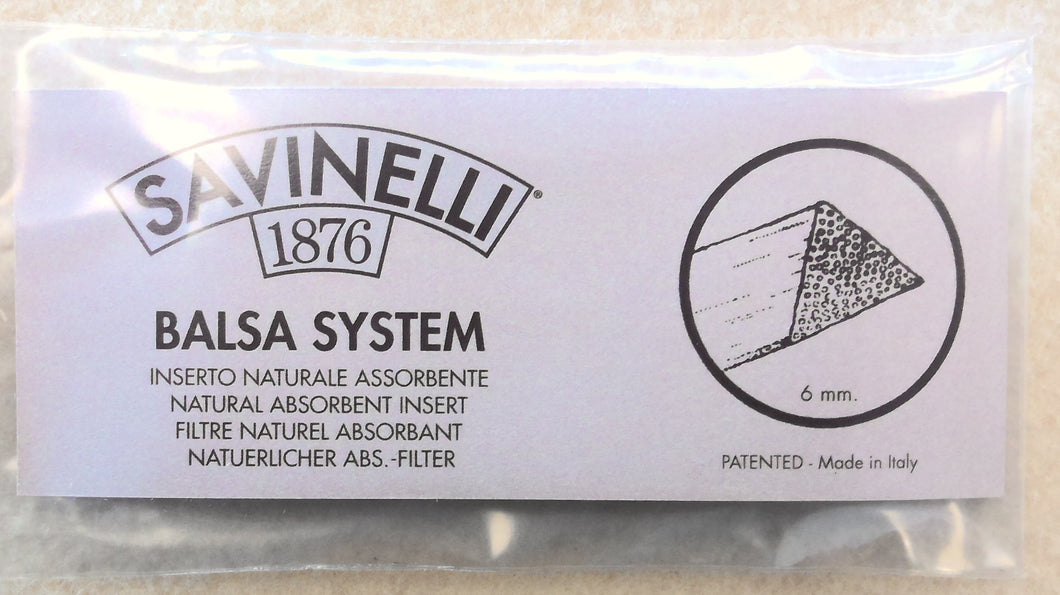 SAVINELLI®
1876
BALSA SYSTEM
INSERTO NATURALE ASSORBENTE
NATURAL ABSORBENT INSERT
FILTRE NATUREL ABSORBANT
NATUERLICHER ABS.-FILTER
6 mm.
PATENTED - Made in Italy